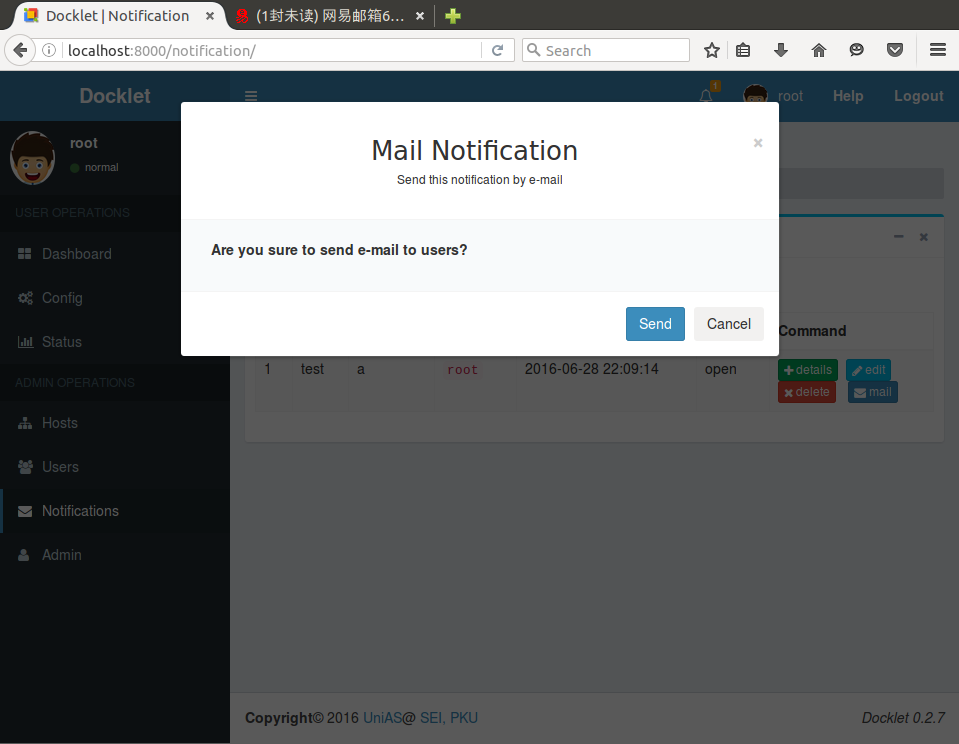 Docklet | Notification × (1封未读) 网易邮箱6... ×
localhost:8000/notification/ Search
Docklet 1 root Help Logout
root
normal
Mail Notification ×
Send this notification by e-mail
Are you sure to send e-mail to users?
Send Cancel
USER OPERATIONS
Dashboard
Config
Status
ADMIN OPERATIONS
Hosts
Users
Notifications
Admin
Command
1 test a root 2016-06-28 22:09:14 open details edit
delete mail
Copyright© 2016 UniAS@ SEI, PKU Docklet 0.2.7